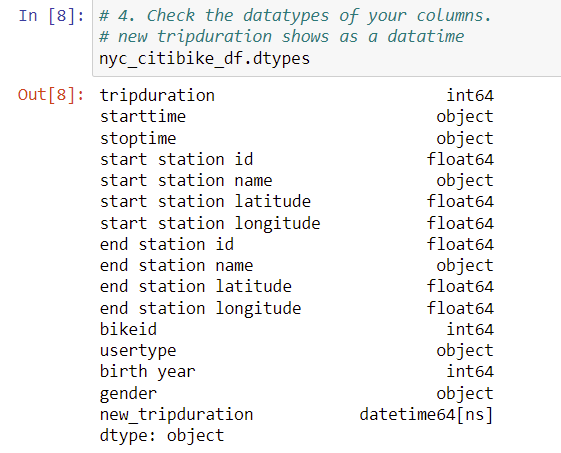 In [8]: # 4. Check the datatypes of your columns.
# new tripduration shows as a datatime
nyc_citibike_df.dtypes
Out[8]: tripduration int64
starttime object
stoptime object
start station id float64
start station name object
start station latitude float64
start station longitude float64
end station id float64
end station name object
end station latitude float64
end station longitude float64
bikeid int64
usertype object
birth year int64
gender object
new_tripduration datetime64[ns]
dtype: object